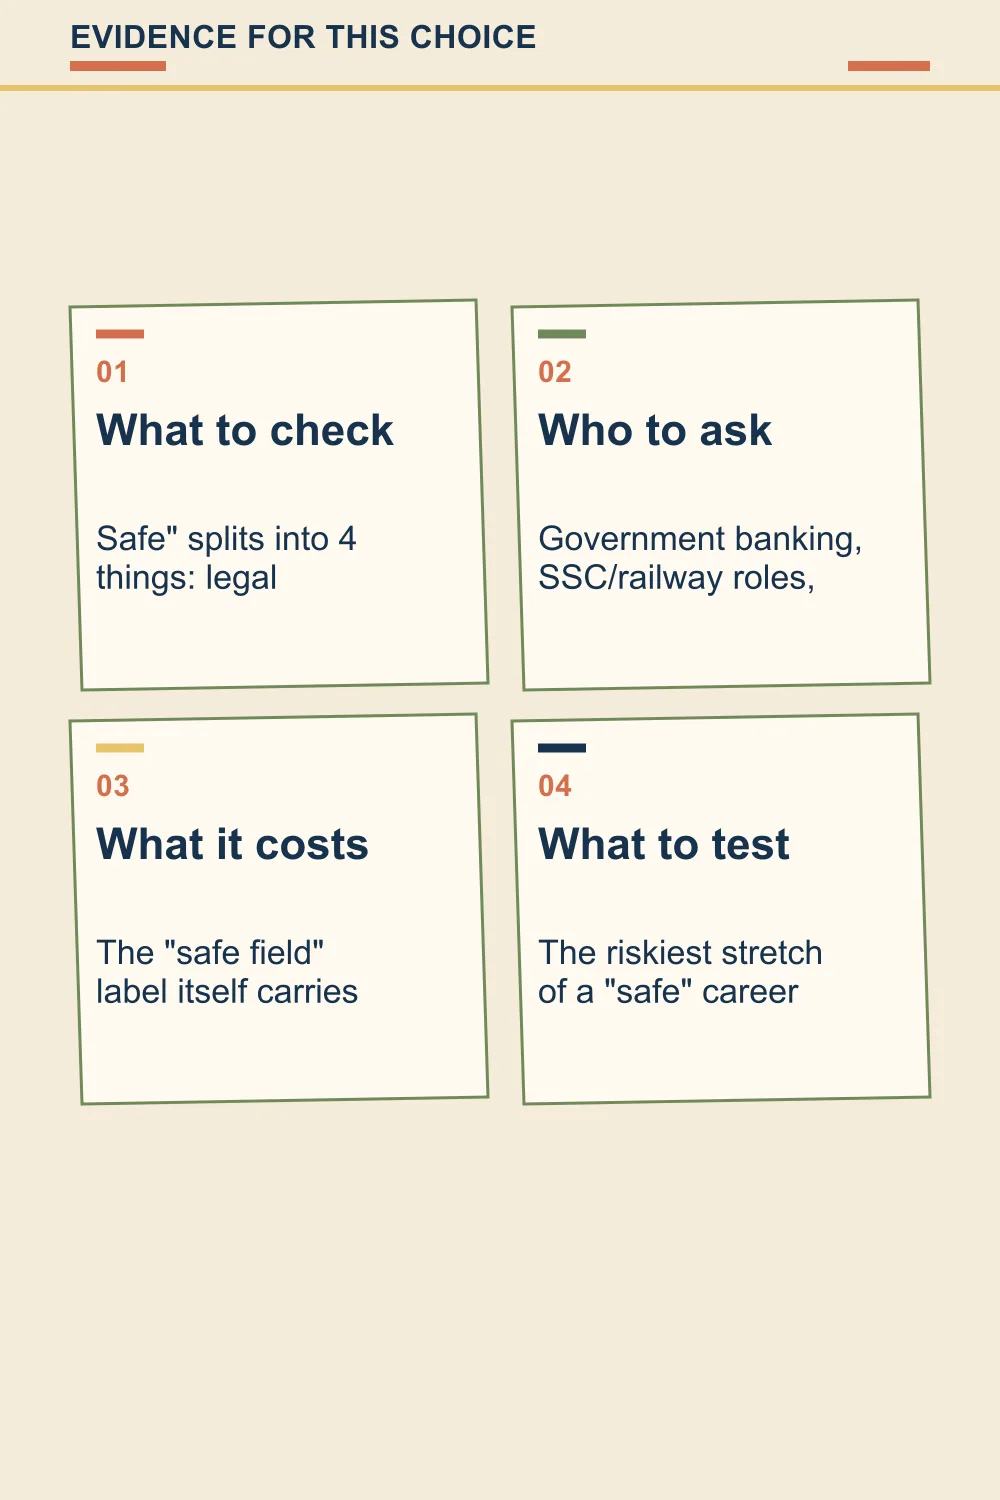 EVIDENCE FOR THIS CHOICE
01
What to check
Safe" splits into 4
things: legal
02
Who to ask
Government banking,
SSC/railway roles,
03
What it costs
The "safe field"
label itself carries
04
What to test
The riskiest stretch
of a "safe" career